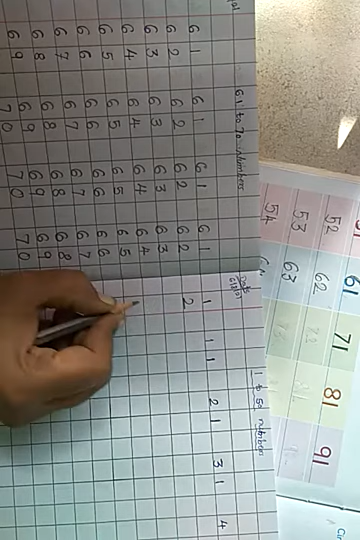 61 to 70 numbers
61 61 61 61
62 62 62 62
63 63 63 63
64 64 64 64
65 65 65 65
66 66 66 66
67 67 67 67
68 68 68 68
69 69 69 69
70 70 70
Date
1 to 50 numbers
1 11 21 31 4
2
61 71 81 91
52 62
53 63
54